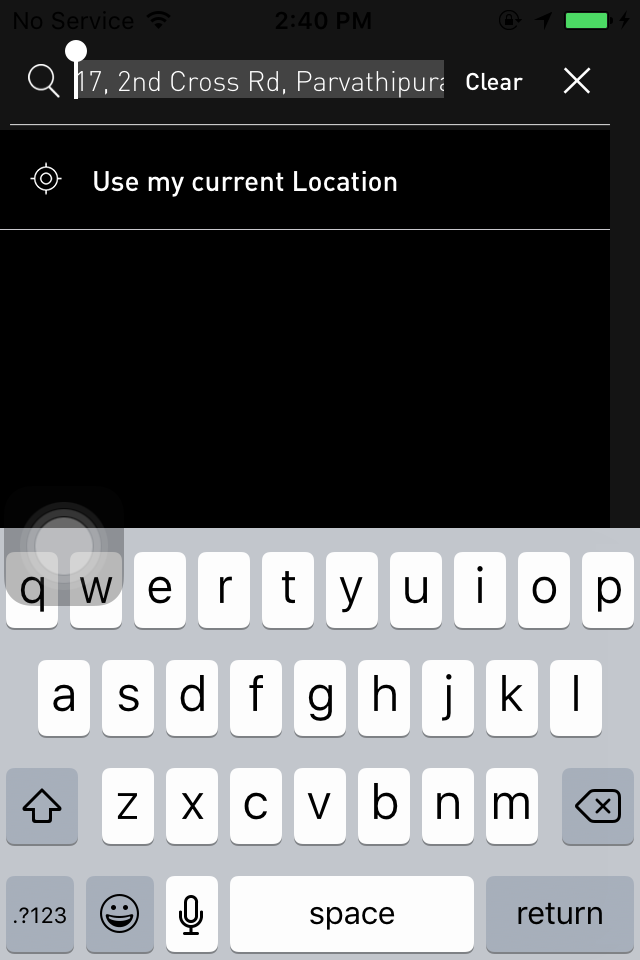 No Service 2:40 PM
17, 2nd Cross Rd, Parvathipura Clear
Use my current Location
q w e r t y u i o p
a s d f g h j k l
z x c v b n m
.?123 space return